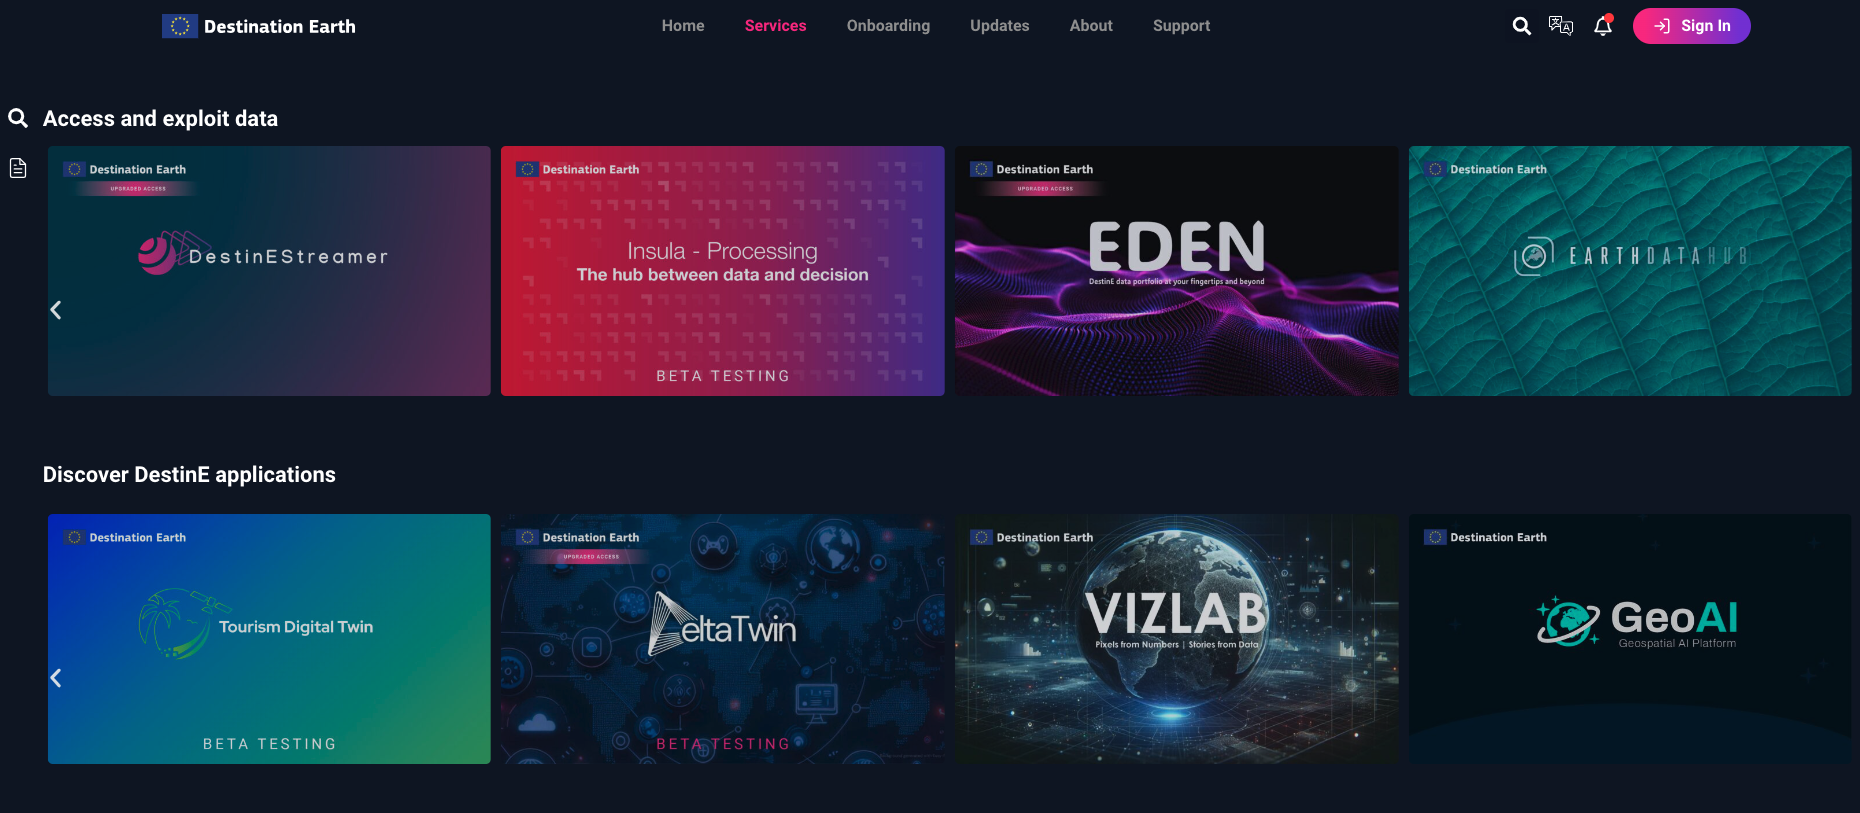 Destination Earth
Home
Services
Onboarding
Updates
About
Support
Sign In
Access and exploit data
Destination Earth
UPGRADED ACCESS
DestinEStreamer
Destination Earth
Insula - Processing
The hub between data and decision
BETA TESTING
Destination Earth
UPGRADED ACCESS
EDEN
DestinE data portfolio at your fingertips and beyond
Destination Earth
EARTHDATAHUB
Discover DestinE applications
Destination Earth
Tourism Digital Twin
BETA TESTING
Destination Earth
UPGRADED ACCESS
DeltaTwin
BETA TESTING
Destination Earth
VIZLAB
Pixels from Numbers | Stories from Data
Destination Earth
GeoAI
Geospatial AI Platform